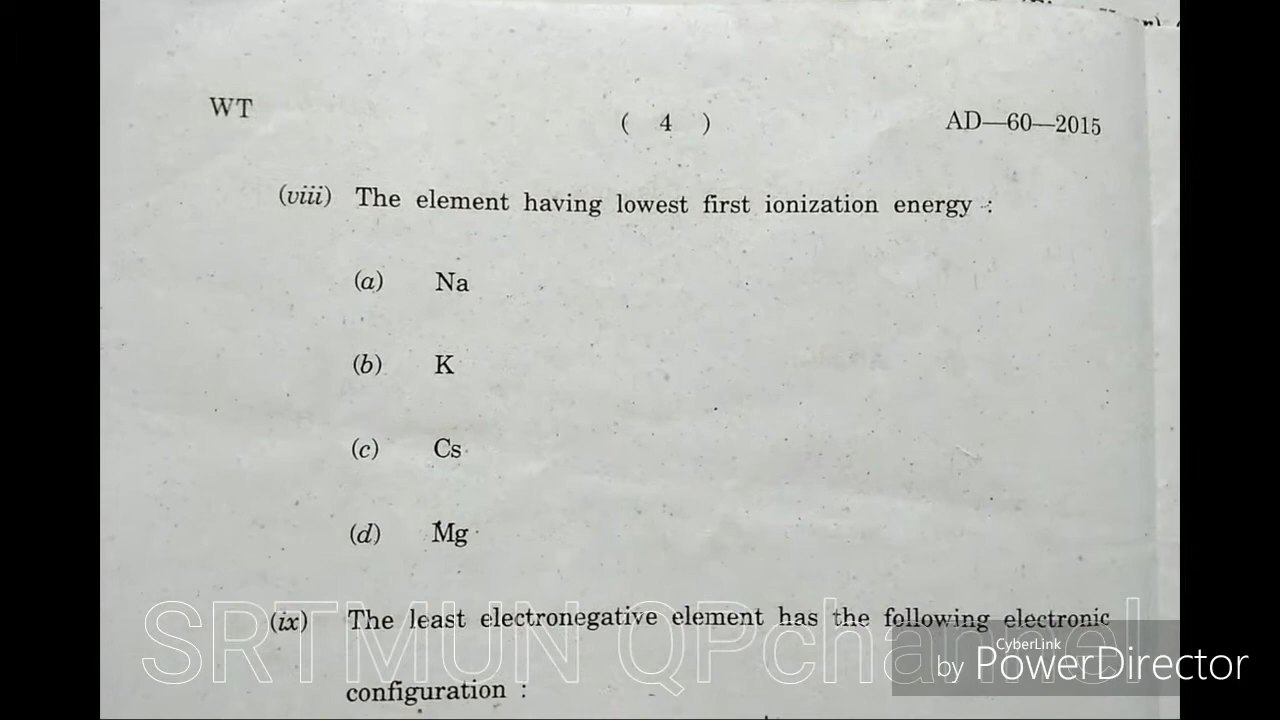 WT
( 4 )
AD—60—2015
(viii) The element having lowest first ionization energy :
(a) Na
(b) K
(c) Cs
(d) Mg
(ix) The least electronegative element has the following electronic
configuration :
SRTMUN QPchannel
CyberLink
by PowerDirector